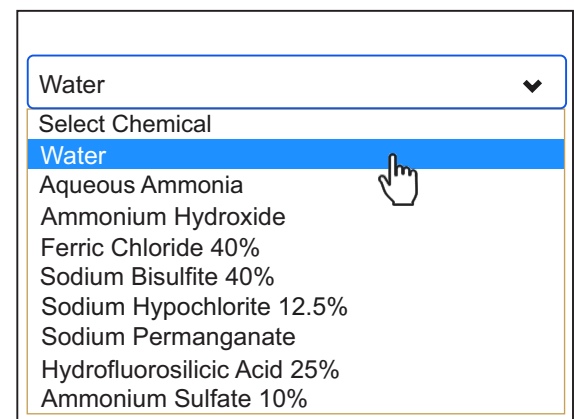 Water
Select Chemical
Water
Aqueous Ammonia
Ammonium Hydroxide
Ferric Chloride 40%
Sodium Bisulfite 40%
Sodium Hypochlorite 12.5%
Sodium Permanganate
Hydrofluorosilicic Acid 25%
Ammonium Sulfate 10%